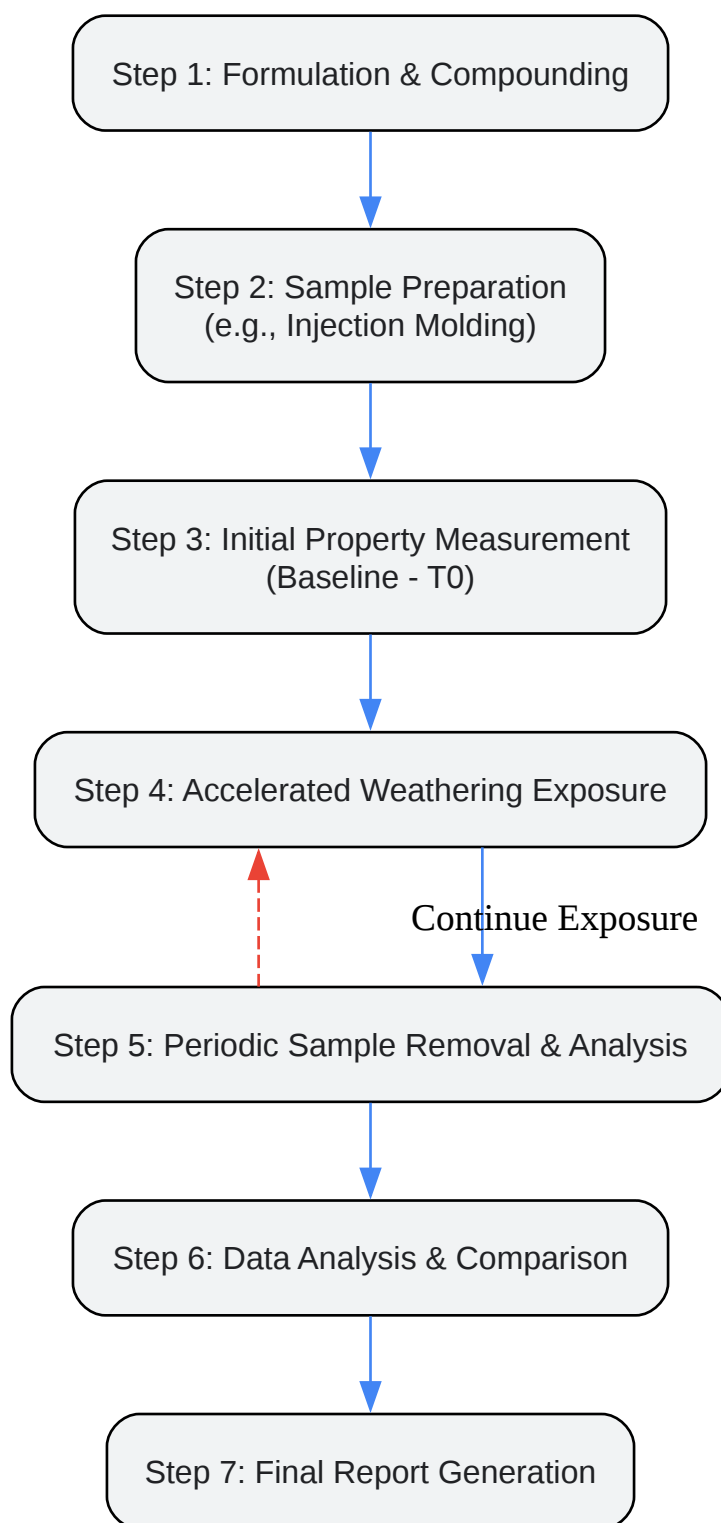 Step 1: Formulation & Compounding
Step 2: Sample Preparation
(e.g., Injection Molding)
Step 3: Initial Property Measurement
(Baseline - T0)
Step 4: Accelerated Weathering Exposure
Continue Exposure
Step 5: Periodic Sample Removal & Analysis
Step 6: Data Analysis & Comparison
Step 7: Final Report Generation